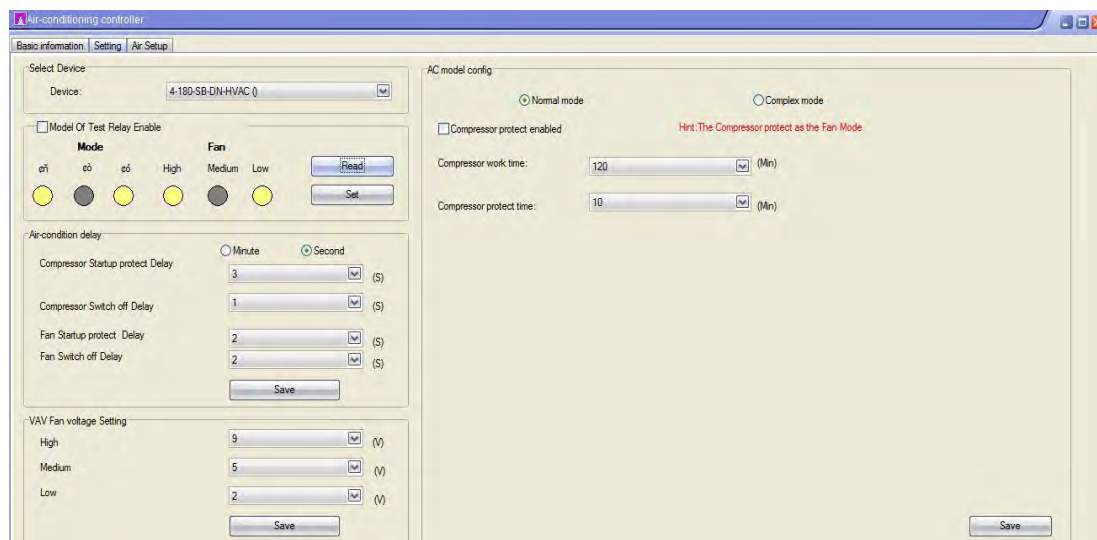 Air-conditioning controller
Basic information Setting Air Setup
Select Device
Device: 4-180-SB-DN-HVAC ()
Model Of Test Relay Enable
Mode Fan
¢ñ ¢ò ¢ó High Medium Low
Read
Set
Air-condition delay
Minute Second
Compressor Startup protect Delay 3 (S)
Compressor Switch off Delay 1 (S)
Fan Startup protect Delay 2 (S)
Fan Switch off Delay 2 (S)
Save
VAV Fan voltage Setting
High 9 (V)
Medium 5 (V)
Low 2 (V)
Save
AC model config
Normal mode Complex mode
Compressor protect enabled Hint:The Compressor protect as the Fan Mode
Compressor work time: 120 (Min)
Compressor protect time: 10 (Min)
Save